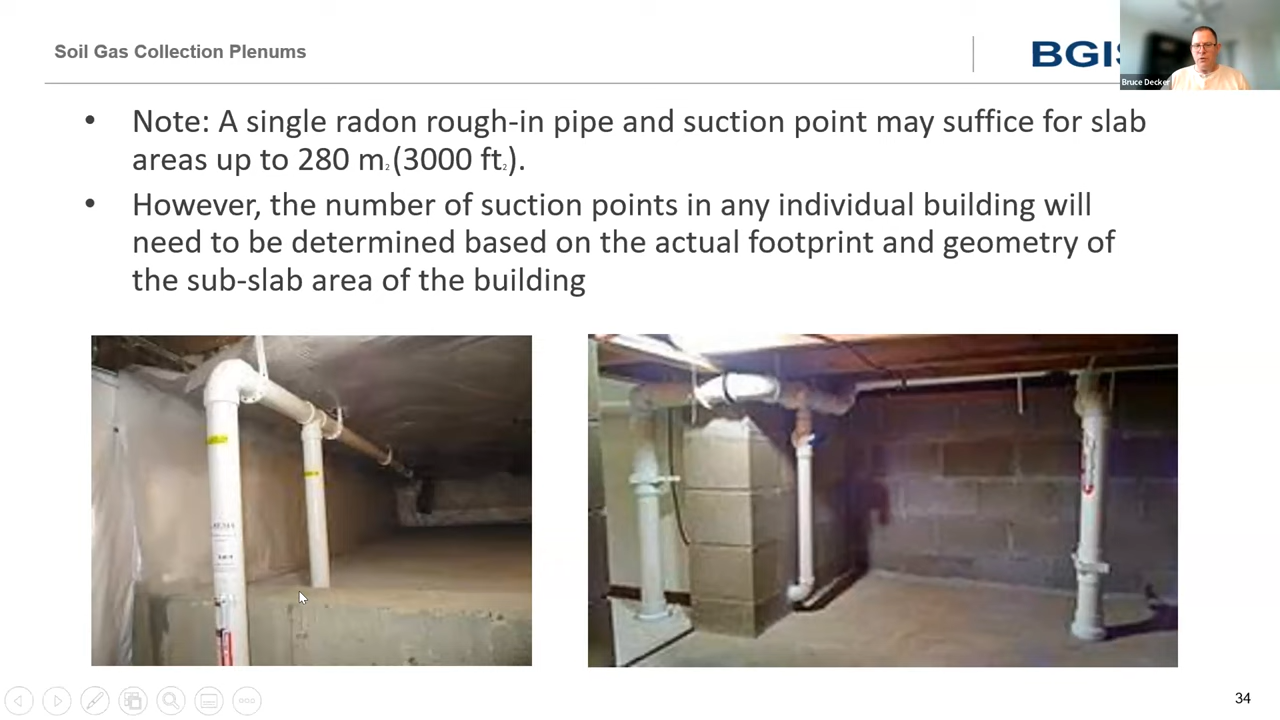 Soil Gas Collection Plenums
BGIS
Bruce Decker
• Note: A single radon rough-in pipe and suction point may suffice for slab
areas up to 280 m₂(3000 ft₂).
• However, the number of suction points in any individual building will
need to be determined based on the actual footprint and geometry of
the sub-slab area of the building
34